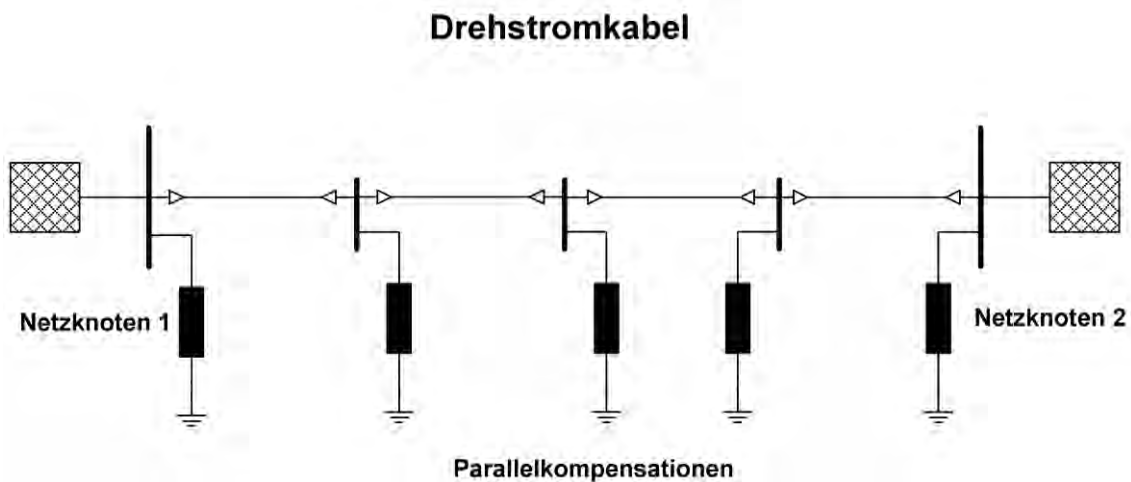 Drehstromkabel
Netzknoten 1
Netzknoten 2
Parallelkompensationen